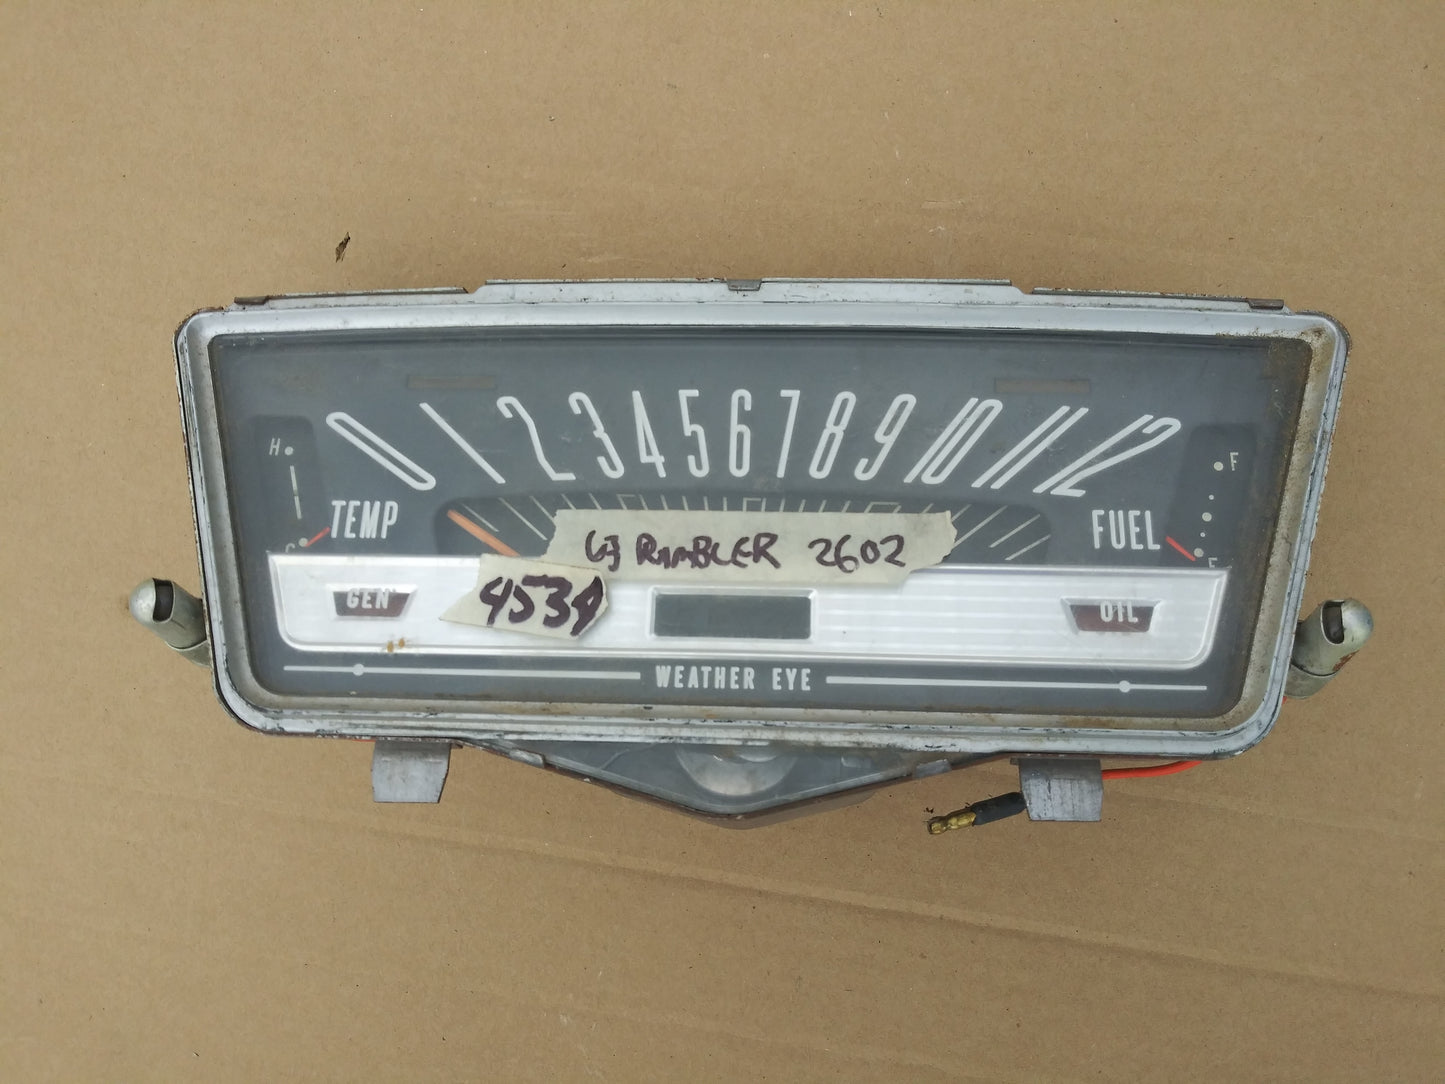 0 1 2 3 4 5 6 7 8 9 10 11 12
H
F
TEMP
FUEL
C
E
63 RAMBLER 2602
4534
GEN
OIL
WEATHER EYE